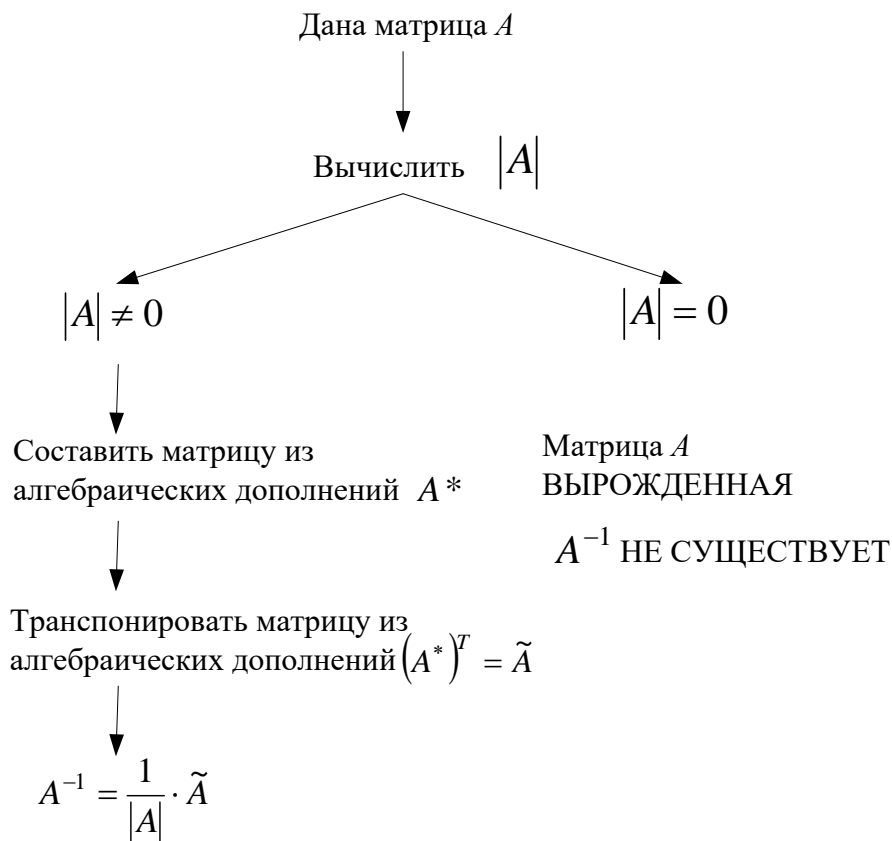 Дана матрица A
Вычислить |A|
|A| ≠ 0
|A| = 0
Составить матрицу из
алгебраических дополнений A*
Матрица A
ВЫРОЖДЕННАЯ
A⁻¹ НЕ СУЩЕСТВУЕТ
Транспонировать матрицу из
алгебраических дополнений (A*)ᵀ = Ã
A⁻¹ = 1/|A| · Ã